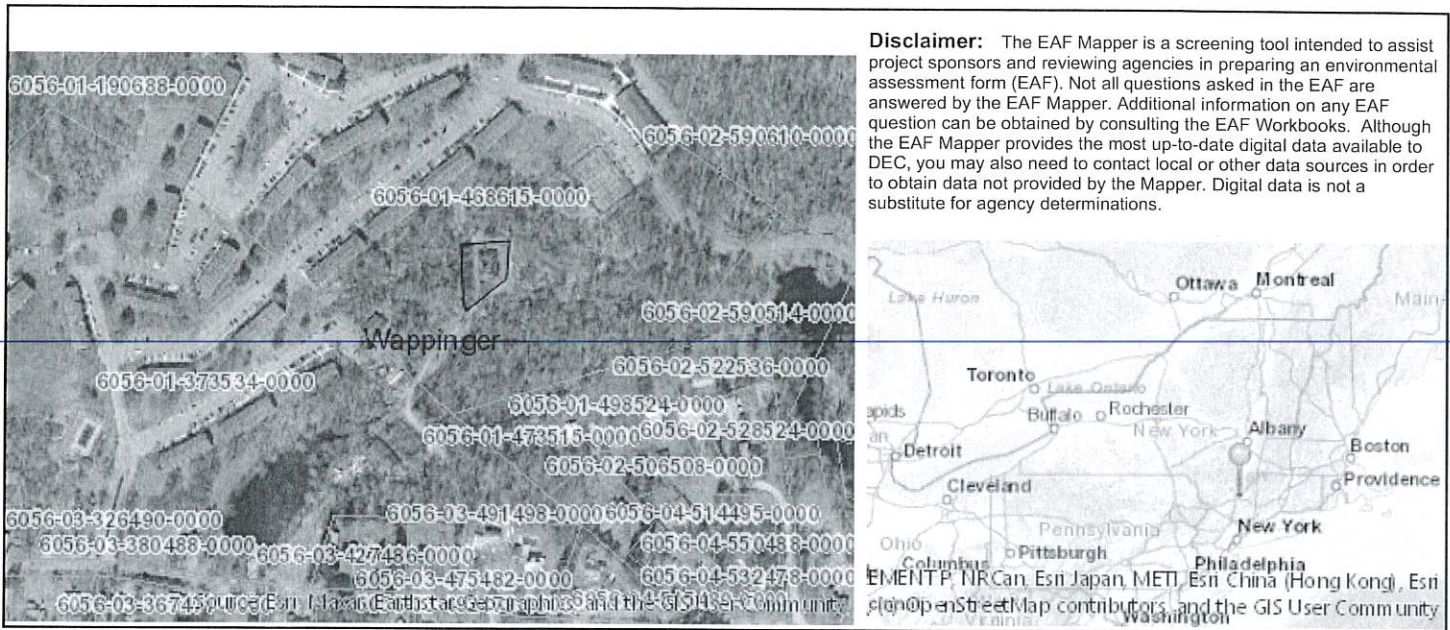 Disclaimer: The EAF Mapper is a screening tool intended to assist
project sponsors and reviewing agencies in preparing an environmental
assessment form (EAF). Not all questions asked in the EAF are
answered by the EAF Mapper. Additional information on any EAF
question can be obtained by consulting the EAF Workbooks. Although
the EAF Mapper provides the most up-to-date digital data available to
DEC, you may also need to contact local or other data sources in order
to obtain data not provided by the Mapper. Digital data is not a
substitute for agency determinations.
6056-01-190688-0000
6056-02-590610-0000
6056-01-468615-0000
6056-02-590514-0000
Wappinger
6056-02-522536-0000
6056-01-373534-0000
6056-01-498524-0000
6056-01-473515-0000
6056-02-528524-0000
6056-02-506508-0000
6056-03-326490-0000
6056-03-491498-0000
6056-04-514495-0000
6056-03-380488-0000
6056-03-427486-0000
6056-04-550488-0000
6056-03-475482-0000
6056-04-532478-0000
and the GIS User Community
Ottawa
Montreal
Lake Huron
Main
Toronto
Lake Ontario
apids
Buffalo
Rochester
New York
Albany
an
Detroit
Boston
Cleveland
Providence
Pennsylvania
New York
Ohio
Columbus
Pittsburgh
Philadelphia
EMENT P, NRCan, Esri Japan, METI, Esri China (Hong Kong), Esri
OpenStreetMap contributors, and the GIS User Community
Virginia
Washington